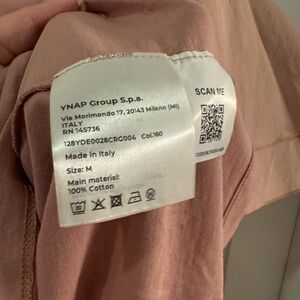 YNAP Group S.p.a.
Via Morimondo 17, 20143 Milano (MI)
ITALY
RN 145736
128YDE0028CRG004 Col.160
Made in Italy
Size: M
Main material:
100% Cotton
SCAN ME